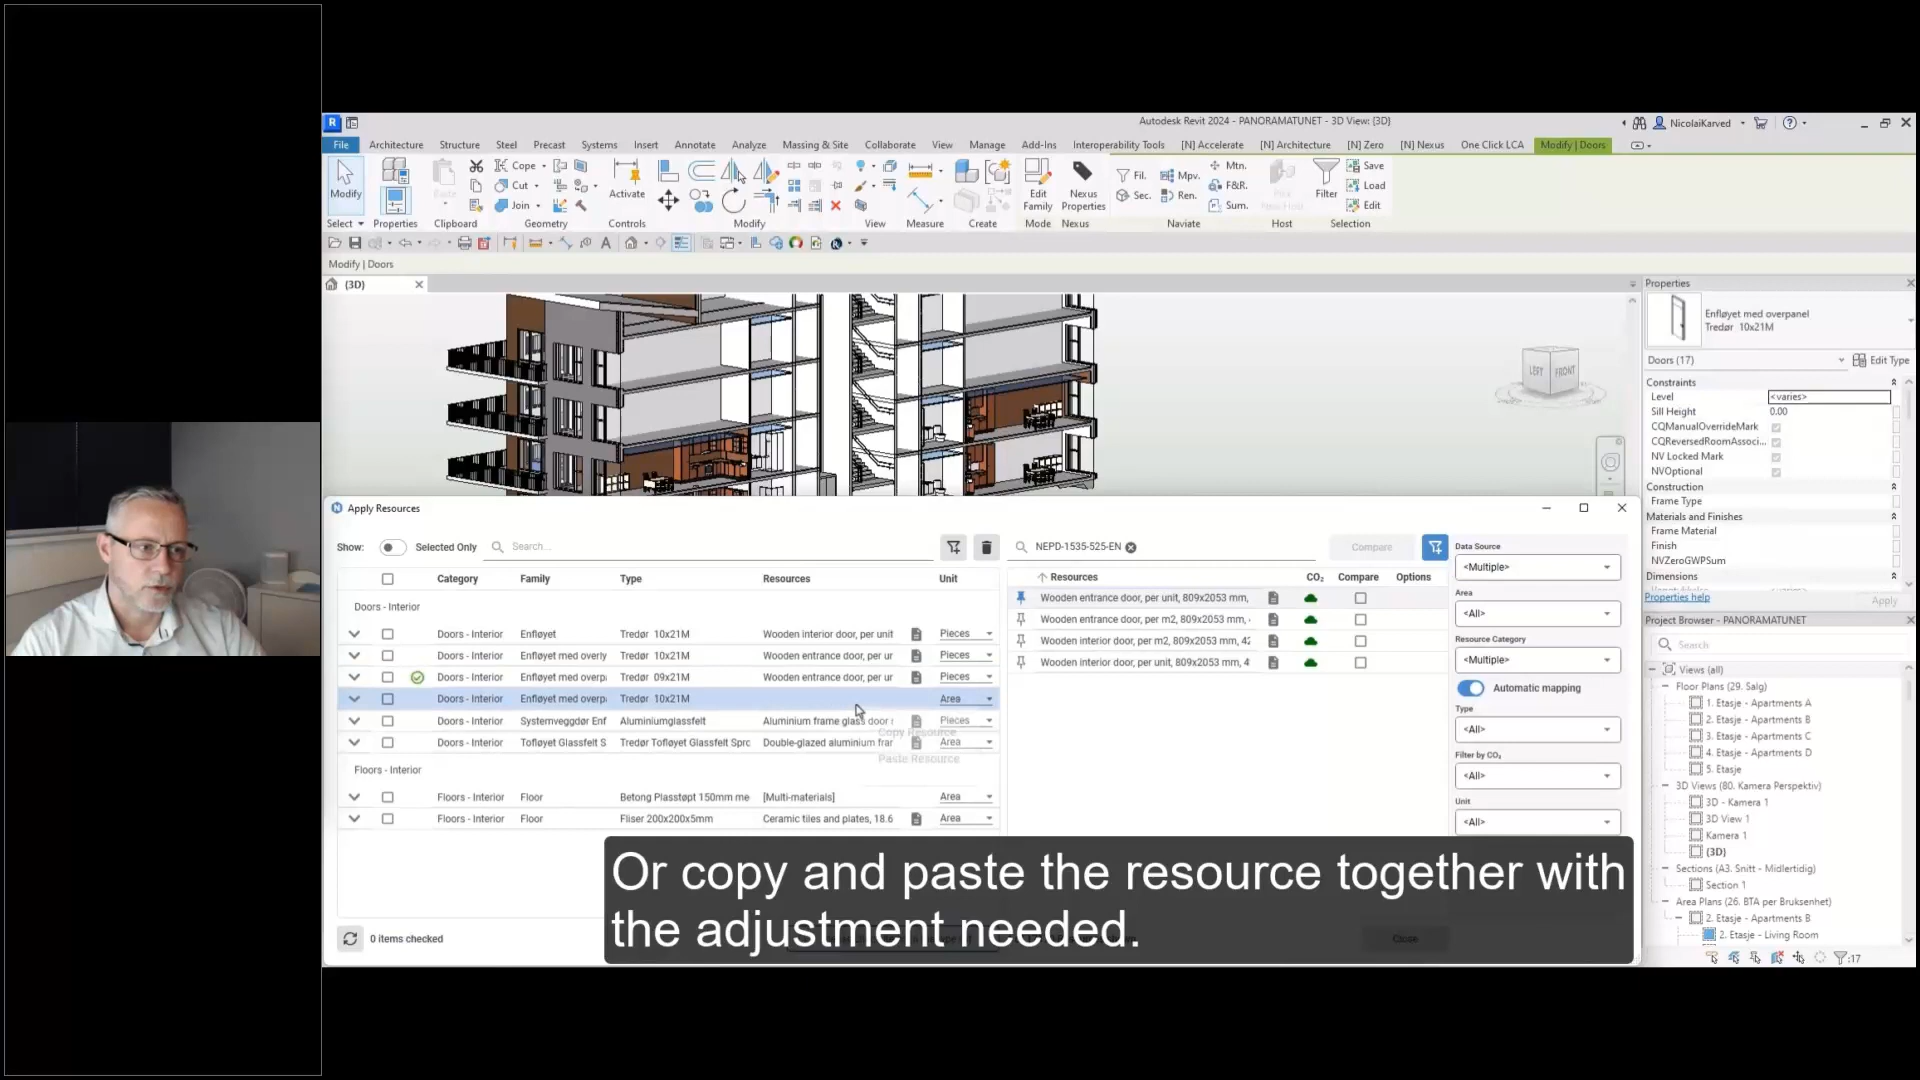 Autodesk Revit 2024 - PANORAMATUNET - 3D View: {3D}
NicolaiKarved
File Architecture Structure Steel Precast Systems Insert Annotate Analyze Massing & Site Collaborate View Manage Add-Ins Interoperability Tools [N] Accelerate [N] Architecture [N] Zero [N] Nexus One Click LCA Modify | Doors
Modify
Paste
Cope
Cut
Join
Activate
Edit Family
Nexus Properties
Fil.
Sec.
Mpv.
Ren.
Mtn.
F&R.
Sum.
Filter
Save
Load
Edit
Select Properties Clipboard Geometry Controls Modify View Measure Create Mode Nexus Naviate Host Selection
Modify | Doors
(3D)
LEFT FRONT
Properties
Enfløyet med overpanel
Tredør 10x21M
Doors (17) Edit Type
Constraints
Level <varies>
Sill Height 0.00
CQManualOverrideMark
CQReversedRoomAssoci...
NV Locked Mark
NVOptional
Construction
Frame Type
Materials and Finishes
Frame Material
Finish
NVZeroGWPSum
Dimensions
Properties help Apply
Project Browser - PANORAMATUNET
Search
Views (all)
Floor Plans (29. Salg)
1. Etasje - Apartments A
2. Etasje - Apartments B
3. Etasje - Apartments C
4. Etasje - Apartments D
5. Etasje
3D Views (80. Kamera Perspektiv)
3D - Kamera 1
3D View 1
Kamera 1
(3D)
Sections (A3. Snitt - Midlertidig)
Section 1
Area Plans (26. BTA per Bruksenhet)
2. Etasje - Apartments B
2. Etasje - Living Room
:17
Apply Resources
Show: Selected Only Search...
Category Family Type Resources Unit
Doors - Interior
Doors - Interior Enfløyet Tredør 10x21M Wooden interior door, per unit Pieces
Doors - Interior Enfløyet med overly Tredør 10x21M Wooden entrance door, per ur Pieces
Doors - Interior Enfløyet med overp Tredør 09x21M Wooden entrance door, per ur Pieces
Doors - Interior Enfløyet med overp Tredør 10x21M Area
Doors - Interior Systemveggdør Enf Aluminiumglassfelt Aluminium frame glass door Pieces
Doors - Interior Tofløyet Glassfelt S Tredør Tofløyet Glassfelt Spro Double-glazed aluminium frar Area
Copy Resource
Paste Resource
Floors - Interior
Floors - Interior Floor Betong Plasstøpt 150mm me [Multi-materials] Area
Floors - Interior Floor Fliser 200x200x5mm Ceramic tiles and plates, 18.6 Area
0 items checked
NEPD-1535-525-EN Compare
Resources CO₂ Compare Options
Wooden entrance door, per unit, 809x2053 mm,
Wooden entrance door, per m2, 809x2053 mm,
Wooden interior door, per m2, 809x2053 mm, 42
Wooden interior door, per unit, 809x2053 mm, 4
Data Source
<Multiple>
Area
<All>
Resource Category
<Multiple>
Automatic mapping
Type
<All>
Filter by CO₂
<All>
Unit
<All>
Close
Or copy and paste the resource together with
the adjustment needed.